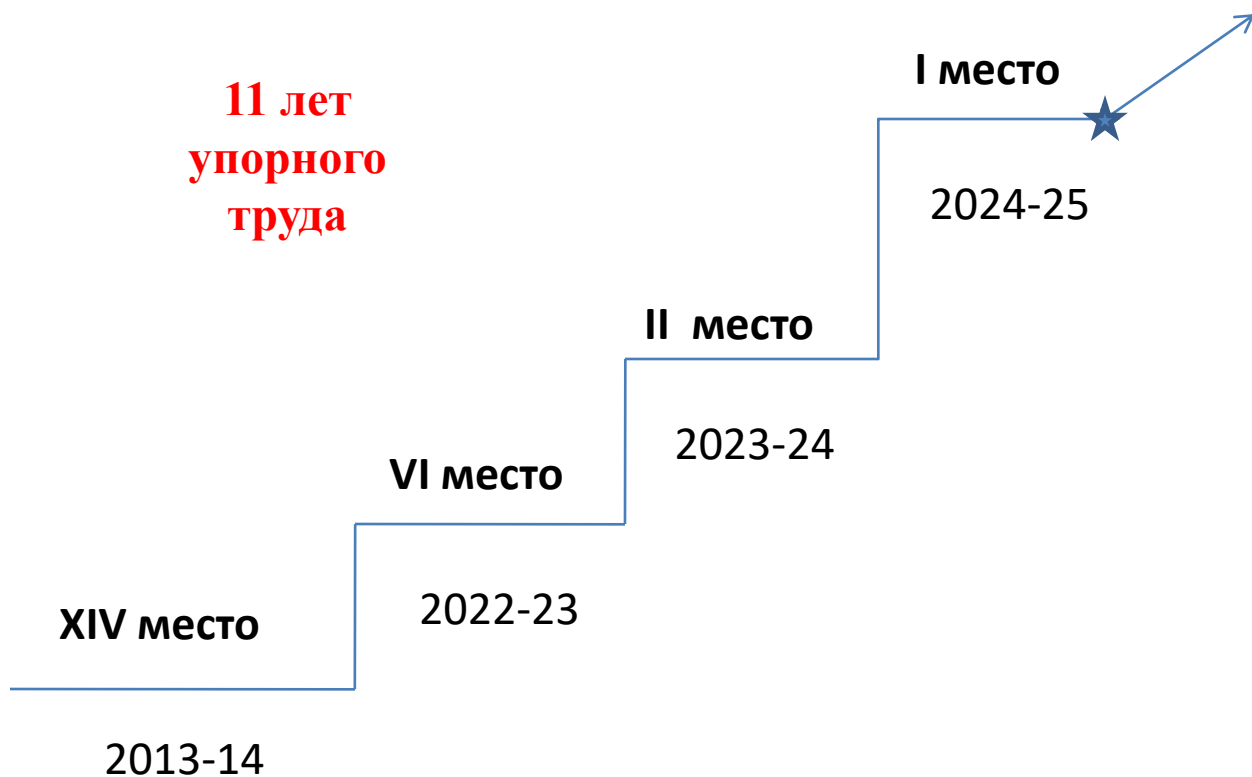 11 лет
упорного
труда
I место
2024-25
II место
2023-24
VI место
2022-23
XIV место
2013-14